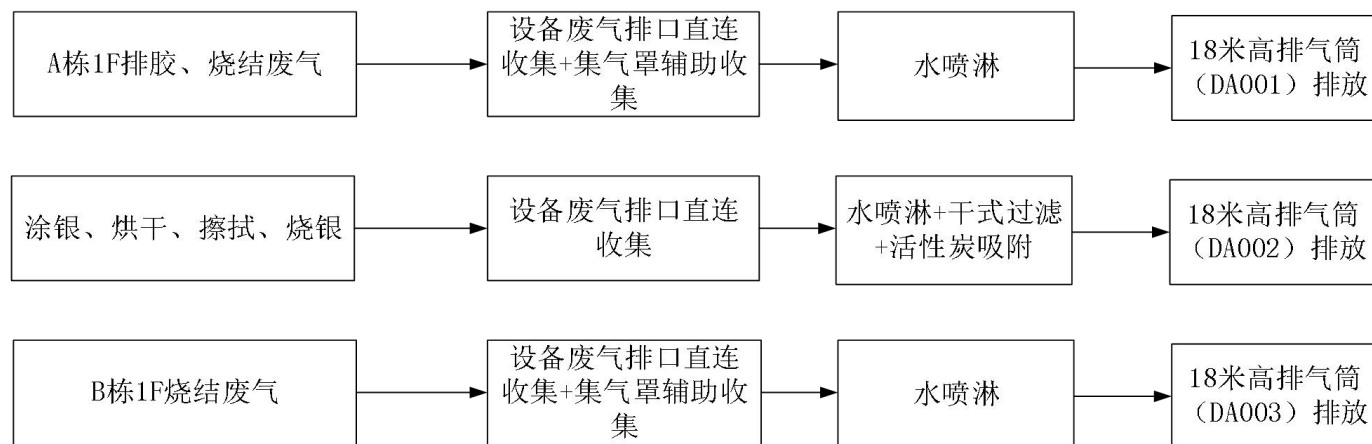 A栋1F排胶、烧结废气
设备废气排口直连
收集+集气罩辅助收
集
水喷淋
18米高排气筒
（DA001）排放
涂银、烘干、擦拭、烧银
设备废气排口直连
收集
水喷淋+干式过滤
+活性炭吸附
18米高排气筒
（DA002）排放
B栋1F烧结废气
设备废气排口直连
收集+集气罩辅助收
集
水喷淋
18米高排气筒
（DA003）排放